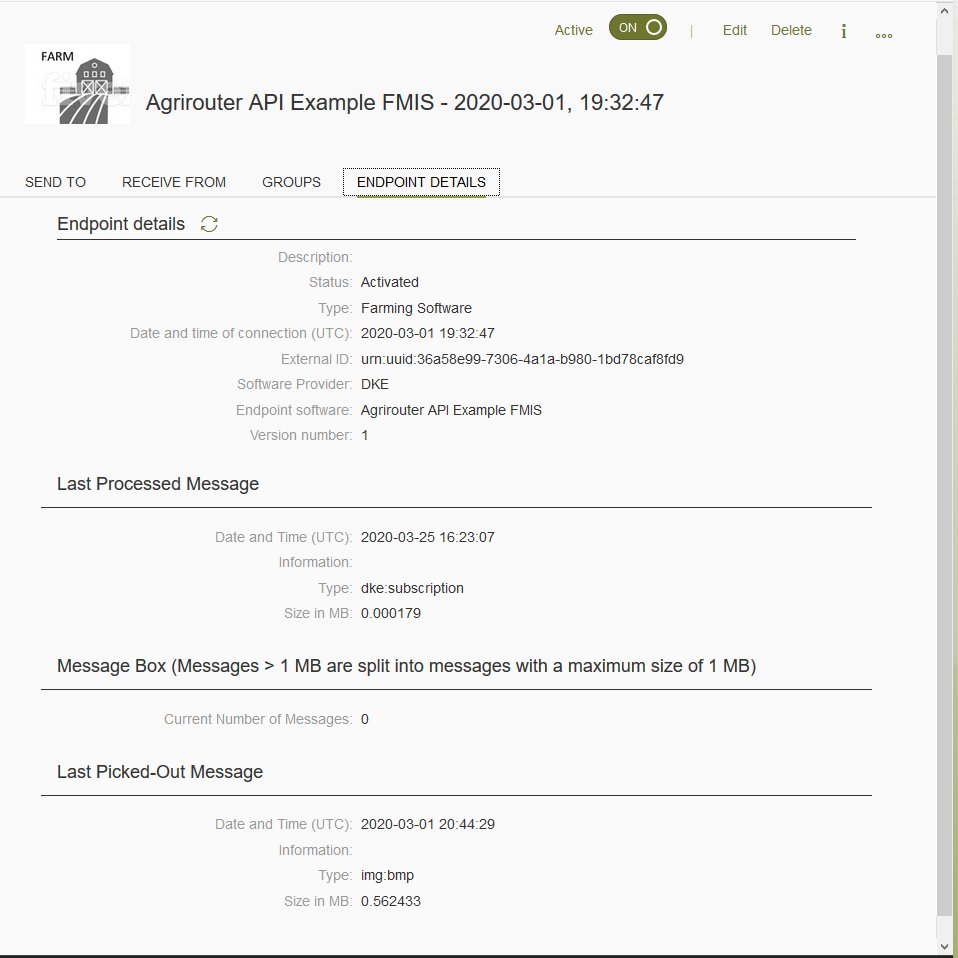 Active ON | Edit Delete i ...
FARM
Agrirouter API Example FMIS - 2020-03-01, 19:32:47
SEND TO RECEIVE FROM GROUPS ENDPOINT DETAILS
Endpoint details
Description:
Status: Activated
Type: Farming Software
Date and time of connection (UTC): 2020-03-01 19:32:47
External ID: urn:uuid:36a58e99-7306-4a1a-b980-1bd78caf8fd9
Software Provider: DKE
Endpoint software: Agrirouter API Example FMIS
Version number: 1
Last Processed Message
Date and Time (UTC): 2020-03-25 16:23:07
Information:
Type: dke:subscription
Size in MB: 0.000179
Message Box (Messages > 1 MB are split into messages with a maximum size of 1 MB)
Current Number of Messages: 0
Last Picked-Out Message
Date and Time (UTC): 2020-03-01 20:44:29
Information:
Type: img:bmp
Size in MB: 0.562433